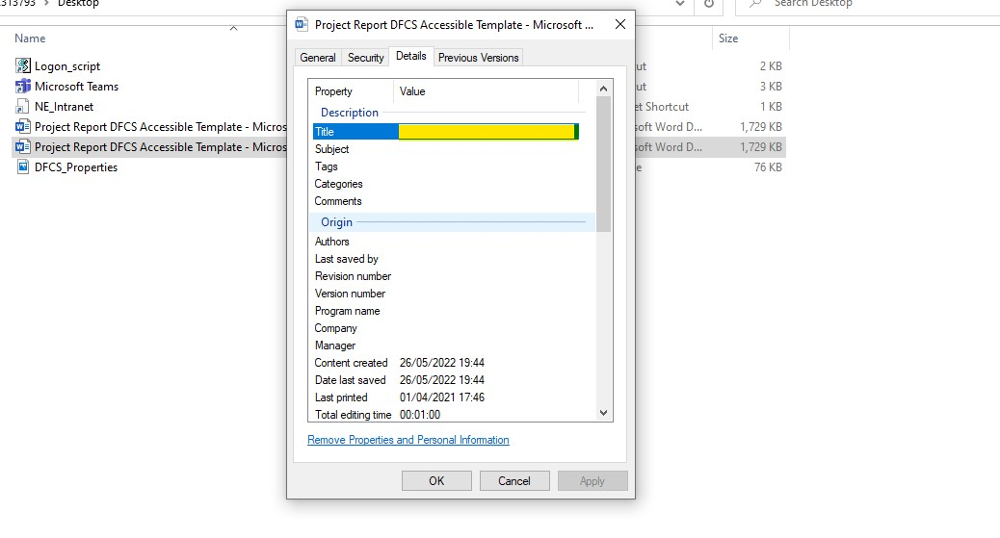 313793 > Desktop
Search Desktop
Name
Size
Logon_script
ut
2 KB
Microsoft Teams
ut
3 KB
NE_Intranet
et Shortcut
1 KB
Project Report DFCS Accessible Template - Micros
soft Word D...
1,729 KB
Project Report DFCS Accessible Template - Micros
soft Word D...
1,729 KB
DFCS_Properties
e
76 KB
Project Report DFCS Accessible Template - Microsoft ...
General
Security
Details
Previous Versions
Property
Value
Description
Title
Subject
Tags
Categories
Comments
Origin
Authors
Last saved by
Revision number
Version number
Program name
Company
Manager
Content created 26/05/2022 19:44
Date last saved 26/05/2022 19:44
Last printed 01/04/2021 17:46
Total editing time 00:01:00
Remove Properties and Personal Information
OK
Cancel
Apply